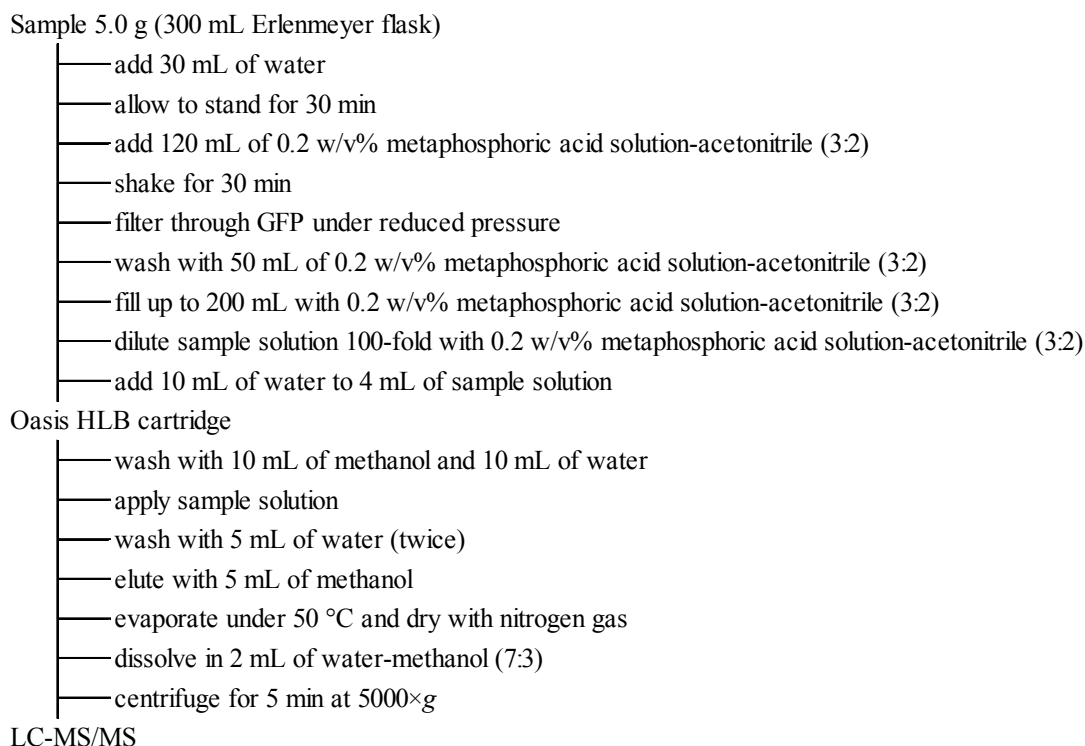 Sample 5.0 g (300 mL Erlenmeyer flask)
add 30 mL of water
allow to stand for 30 min
add 120 mL of 0.2 w/v% metaphosphoric acid solution-acetonitrile (3:2)
shake for 30 min
filter through GFP under reduced pressure
wash with 50 mL of 0.2 w/v% metaphosphoric acid solution-acetonitrile (3:2)
fill up to 200 mL with 0.2 w/v% metaphosphoric acid solution-acetonitrile (3:2)
dilute sample solution 100-fold with 0.2 w/v% metaphosphoric acid solution-acetonitrile (3:2)
add 10 mL of water to 4 mL of sample solution
Oasis HLB cartridge
wash with 10 mL of methanol and 10 mL of water
apply sample solution
wash with 5 mL of water (twice)
elute with 5 mL of methanol
evaporate under 50 °C and dry with nitrogen gas
dissolve in 2 mL of water-methanol (7:3)
centrifuge for 5 min at 5000×g
LC-MS/MS